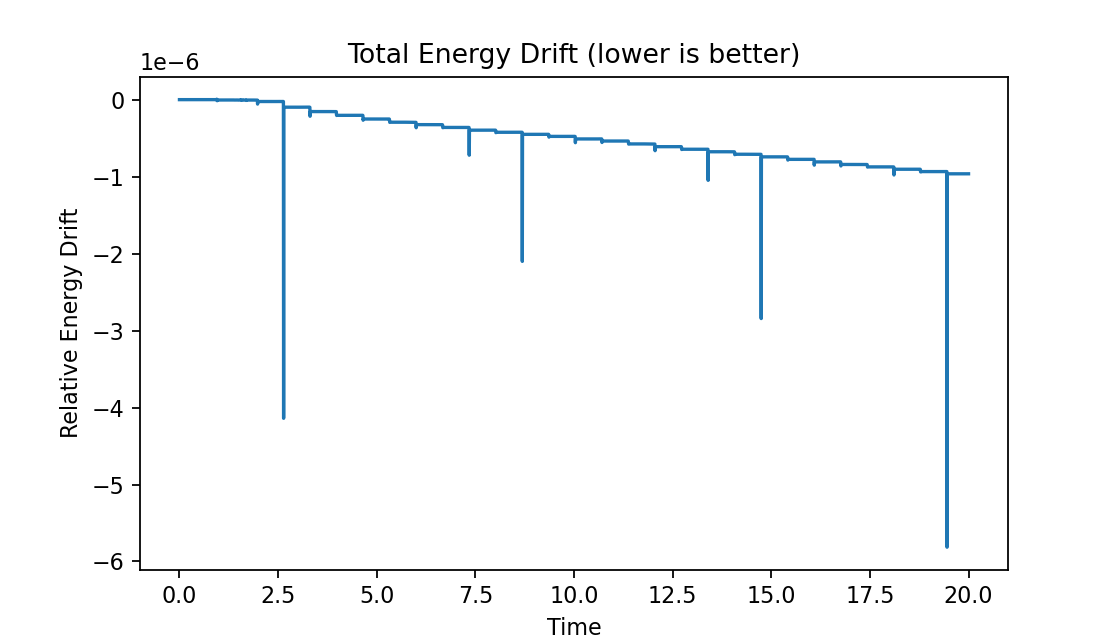 Total Energy Drift (lower is better)
1e−6
0
−1
−2
−3
−4
−5
−6
Relative Energy Drift
0.0 2.5 5.0 7.5 10.0 12.5 15.0 17.5 20.0
Time